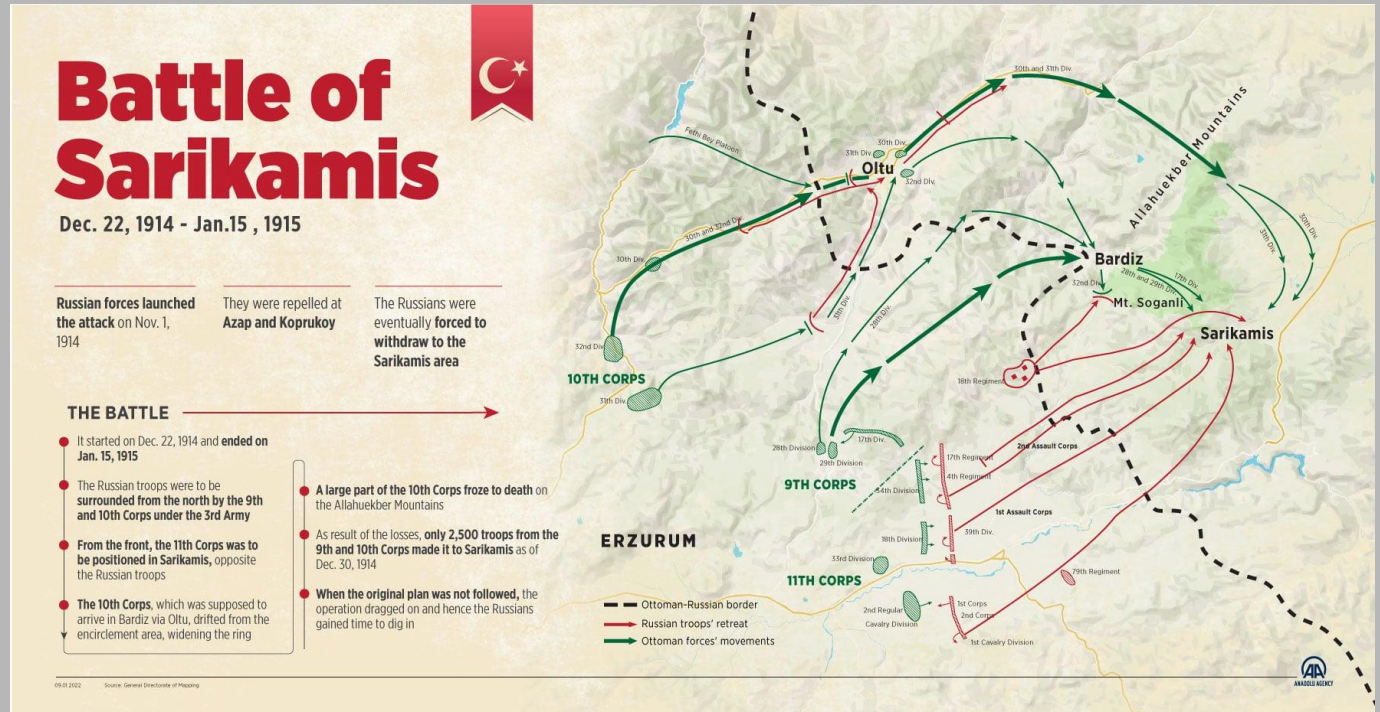 Battle of
Sarikamis
Dec. 22, 1914 - Jan.15 , 1915
Russian forces launched
the attack on Nov. 1,
1914
They were repelled at
Azap and Koprukoy
The Russians were
eventually forced to
withdraw to the
Sarikamis area
THE BATTLE
It started on Dec. 22, 1914 and ended on
Jan. 15, 1915
The Russian troops were to be
surrounded from the north by the 9th
and 10th Corps under the 3rd Army
From the front, the 11th Corps was to
be positioned in Sarikamis, opposite
the Russian troops
The 10th Corps, which was supposed to
arrive in Bardiz via Oltu, drifted from the
encirclement area, widening the ring
A large part of the 10th Corps froze to death on
the Allahuekber Mountains
As result of the losses, only 2,500 troops from the
9th and 10th Corps made it to Sarikamis as of
Dec. 30, 1914
When the original plan was not followed, the
operation dragged on and hence the Russians
gained time to dig in
30th and 31th Div.
Fethi Bey Platoon
31th Div.
30th Div.
Oltu
32nd Div.
Allahuekber Mountains
30th and 32nd Div.
30th Div.
31th Div.
30th Div.
Bardiz
28th and 29th Div.
17th Div.
32nd Div.
Mt. Soganli
Sarikamis
31th Div.
28th Div.
32nd Div.
10TH CORPS
31th Div.
18th Regiment
28th Division
17th Div.
29th Division
9TH CORPS
2nd Assault Corps
17th Regiment
4th Regiment
34th Division
1st Assault Corps
39th Div.
18th Division
ERZURUM
33rd Division
11TH CORPS
79th Regiment
2nd Regular
Cavalry Division
1st Corps
2nd Corps
1st Cavalry Division
Ottoman-Russian border
Russian troops' retreat
Ottoman forces' movements
09.01.2022
Source: General Directorate of Mapping
AA
ANADOLU AGENCY